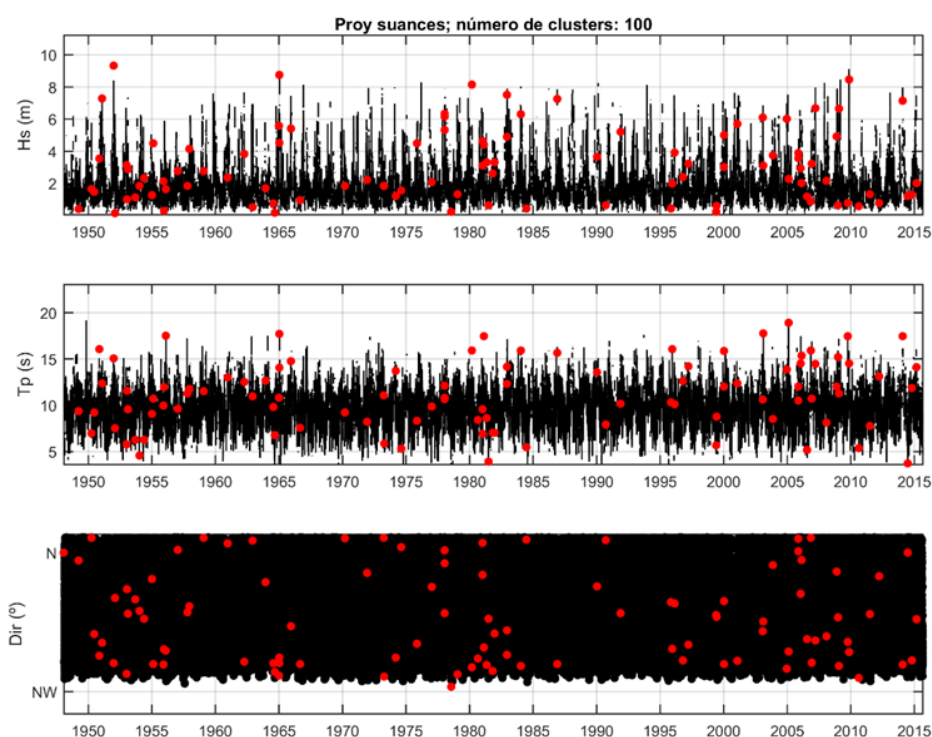 Proy suances; número de clusters: 100
10
8
6
4
2
Hs (m)
1950 1955 1960 1965 1970 1975 1980 1985 1990 1995 2000 2005 2010 2015
20
15
10
5
Tp (s)
1950 1955 1960 1965 1970 1975 1980 1985 1990 1995 2000 2005 2010 2015
N
NW
Dir (º)
1950 1955 1960 1965 1970 1975 1980 1985 1990 1995 2000 2005 2010 2015